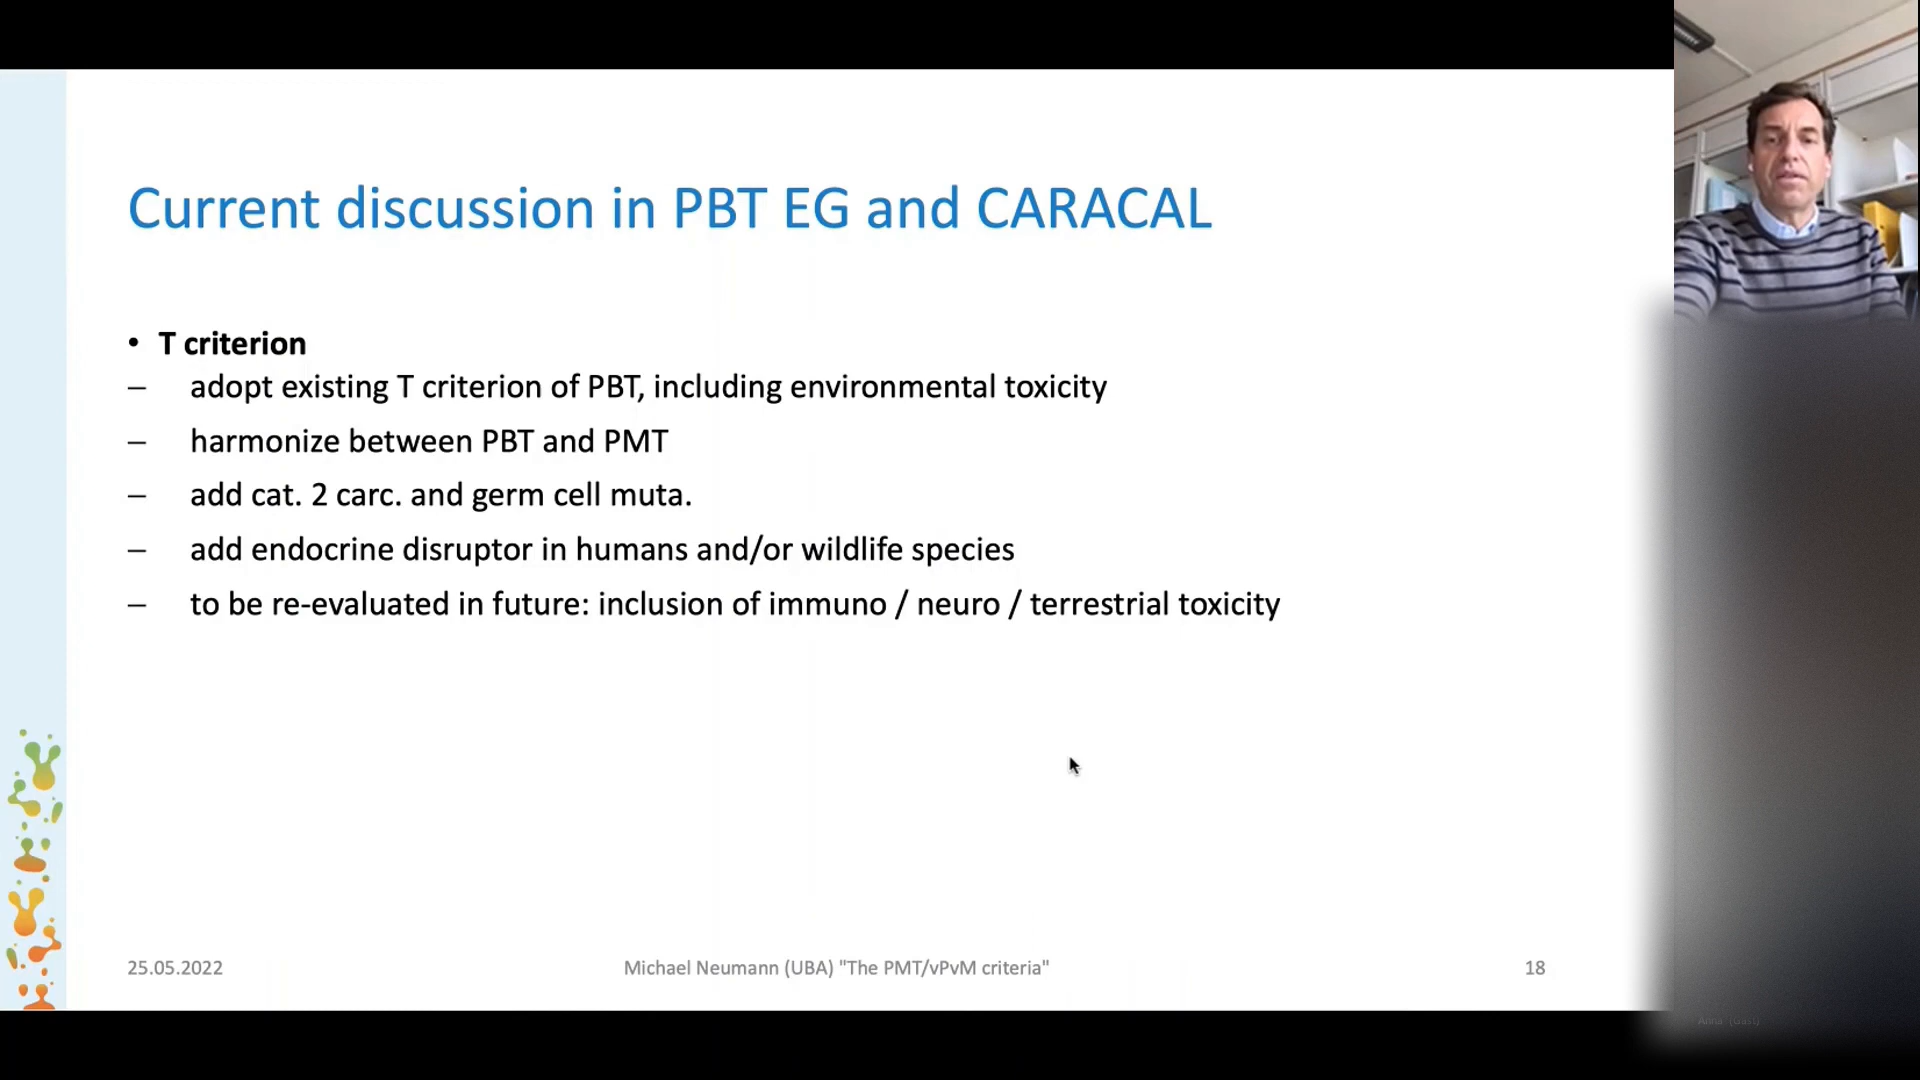 Current discussion in PBT EG and CARACAL
• T criterion
– adopt existing T criterion of PBT, including environmental toxicity
– harmonize between PBT and PMT
– add cat. 2 carc. and germ cell muta.
– add endocrine disruptor in humans and/or wildlife species
– to be re-evaluated in future: inclusion of immuno / neuro / terrestrial toxicity
25.05.2022
Michael Neumann (UBA) "The PMT/vPvM criteria"
18